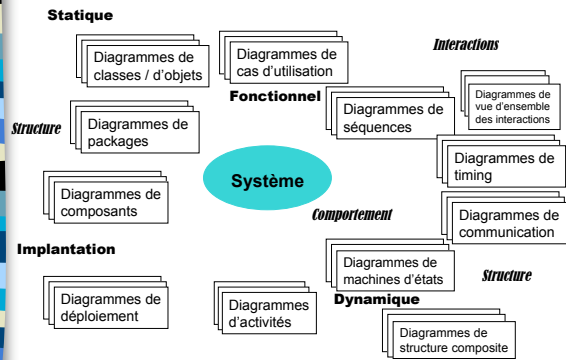 Statique
Interactions
Diagrammes de
classes / d'objets
Diagrammes de
cas d'utilisation
Fonctionnel
Diagrammes de
vue d'ensemble
des interactions
Diagrammes de
séquences
Structure
Diagrammes de
packages
Diagrammes de
timing
Système
Diagrammes de
composants
Comportement
Diagrammes de
communication
Implantation
Diagrammes de
machines d'états
Structure
Dynamique
Diagrammes de
déploiement
Diagrammes
d'activités
Diagrammes de
structure composite